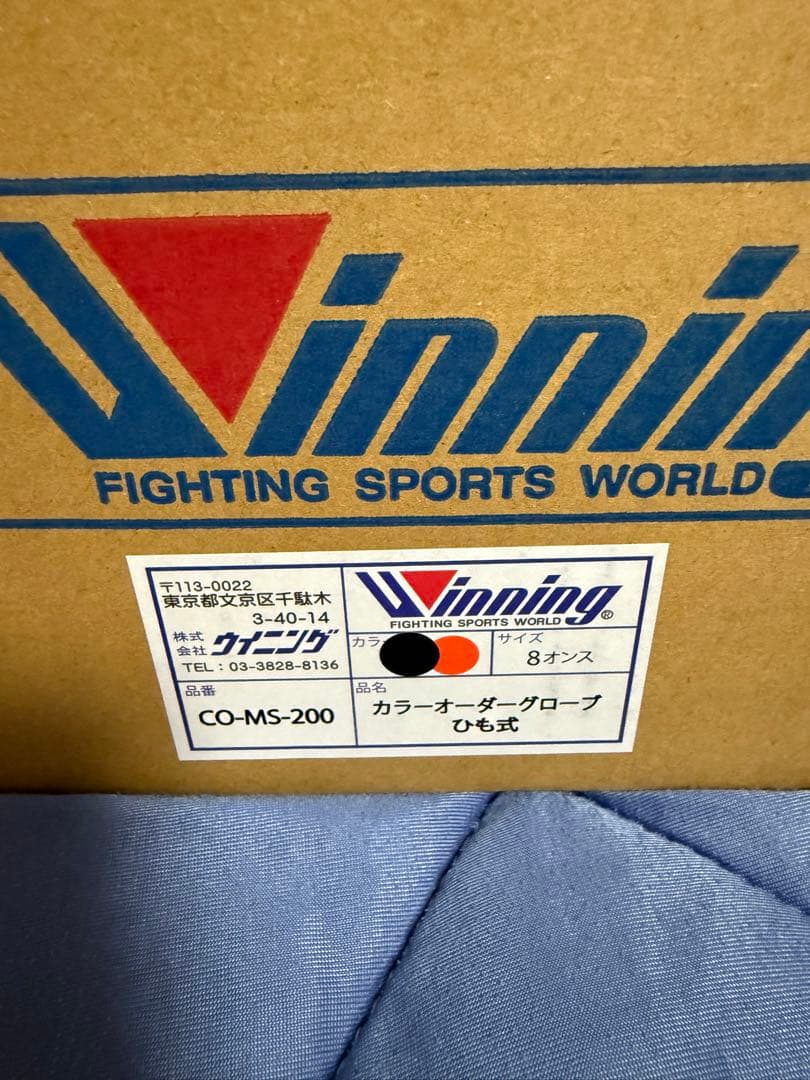 Winning
FIGHTING SPORTS WORLD
〒113-0022
東京都文京区千駄木
3-40-14
株式会社 ウイニング
TEL : 03-3828-8136
Winning®
FIGHTING SPORTS WORLD
カラー
サイズ
8オンス
品番
CO-MS-200
品名
カラーオーダーグローブ
ひも式